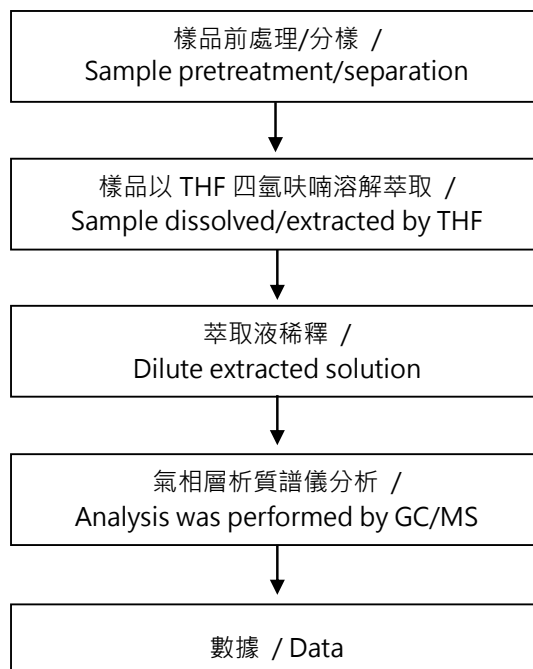 樣品前處理/分樣 /
Sample pretreatment/separation
樣品以 THF 四氫呋喃溶解萃取 /
Sample dissolved/extracted by THF
萃取液稀釋 /
Dilute extracted solution
氣相層析質譜儀分析 /
Analysis was performed by GC/MS
數據 / Data